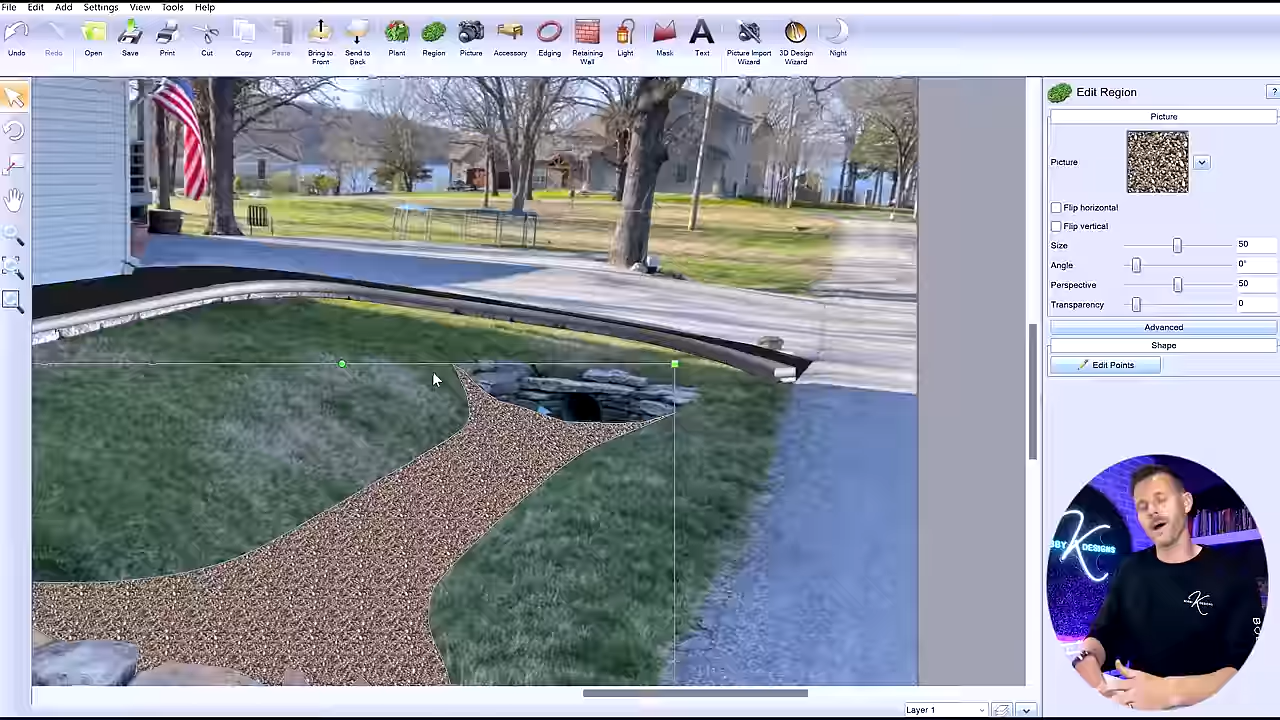 File Edit Add Settings View Tools Help
Undo Redo Open Save Print Cut Copy Paste Bring to Front Send to Back Plant Region Picture Accessory Edging Retaining Wall Light Mask Text Picture Import Wizard 3D Design Wizard Night
Edit Region
?
Picture
Picture
Flip horizontal
Flip vertical
Size 50
Angle 0°
Perspective 50
Transparency 0
Advanced
Shape
Edit Points
BY K DESIGNS
K
Layer 1